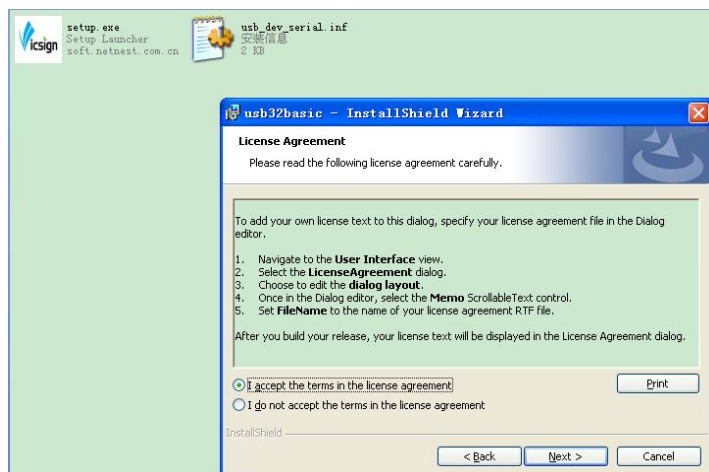 icsign
setup.exe
Setup Launcher
soft.netnest.com.cn
usb_dev_serial.inf
安装信息
2 KB
usb32basic - InstallShield Wizard
License Agreement
Please read the following license agreement carefully.
To add your own license text to this dialog, specify your license agreement file in the Dialog
editor.
1. Navigate to the User Interface view.
2. Select the LicenseAgreement dialog.
3. Choose to edit the dialog layout.
4. Once in the Dialog editor, select the Memo ScrollableText control.
5. Set FileName to the name of your license agreement RTF file.
After you build your release, your license text will be displayed in the License Agreement dialog.
I accept the terms in the license agreement
Print
I do not accept the terms in the license agreement
InstallShield
< Back
Next >
Cancel